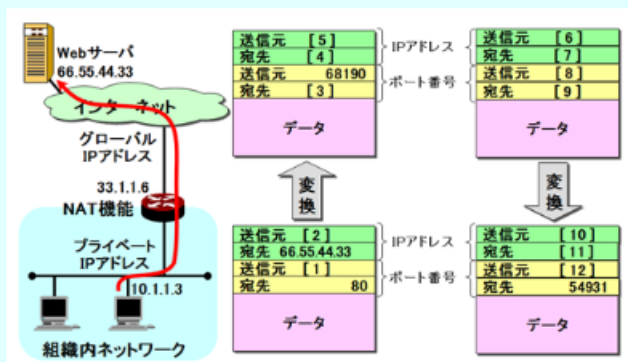 Webサーバ
66.55.44.33
インターネット
グローバル
IPアドレス
33.1.1.6
NAT機能
プライベート
IPアドレス
10.1.1.3
組織内ネットワーク
送信元 [5]
宛先 [4]
送信元 68190
宛先 [3]
データ
IPアドレス
ポート番号
送信元 [6]
宛先 [7]
送信元 [8]
宛先 [9]
データ
変換
変換
送信元 [2]
宛先 66.55.44.33
送信元 [1]
宛先 80
データ
IPアドレス
ポート番号
送信元 [10]
宛先 [11]
送信元 [12]
宛先 54931
データ